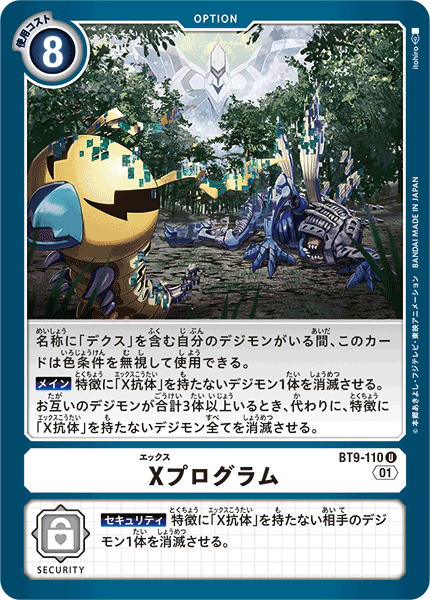 使用コスト
8
OPTION
itohiro
名称に「デクス」を含む自分のデジモンがいる間、このカー
ドは色条件を無視して使用できる。
メイン 特徴に「X抗体」を持たないデジモン1体を消滅させる。
お互いのデジモンが合計3体以上いるとき、代わりに、特徴に
「X抗体」を持たないデジモン全てを消滅する。
©本郷あきよし・フジテレビ・東映アニメーション BANDAI MADE IN JAPAN
BT9-110 U
01
エックス
Xプログラム
セキュリティ 特徴に「X抗体」を持たない相手のデジ
モン1体を消滅させる。
SECURITY